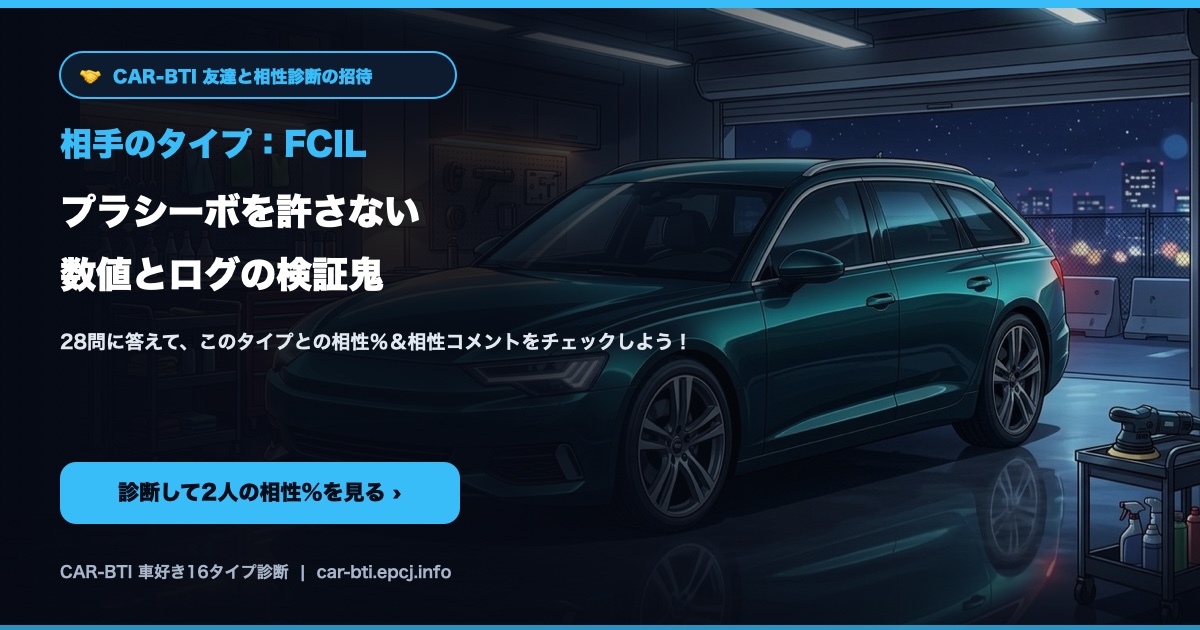 🤝 CAR-BTI 友達と相性診断の招待
相手のタイプ：FCIL
プラシーボを許さない
数値とログの検証鬼
28問に答えて、このタイプとの相性%＆相性コメントをチェックしよう！
診断して2人の相性%を見る ›
CAR-BTI 車好き16タイプ診断 | car-bti.epcj.info